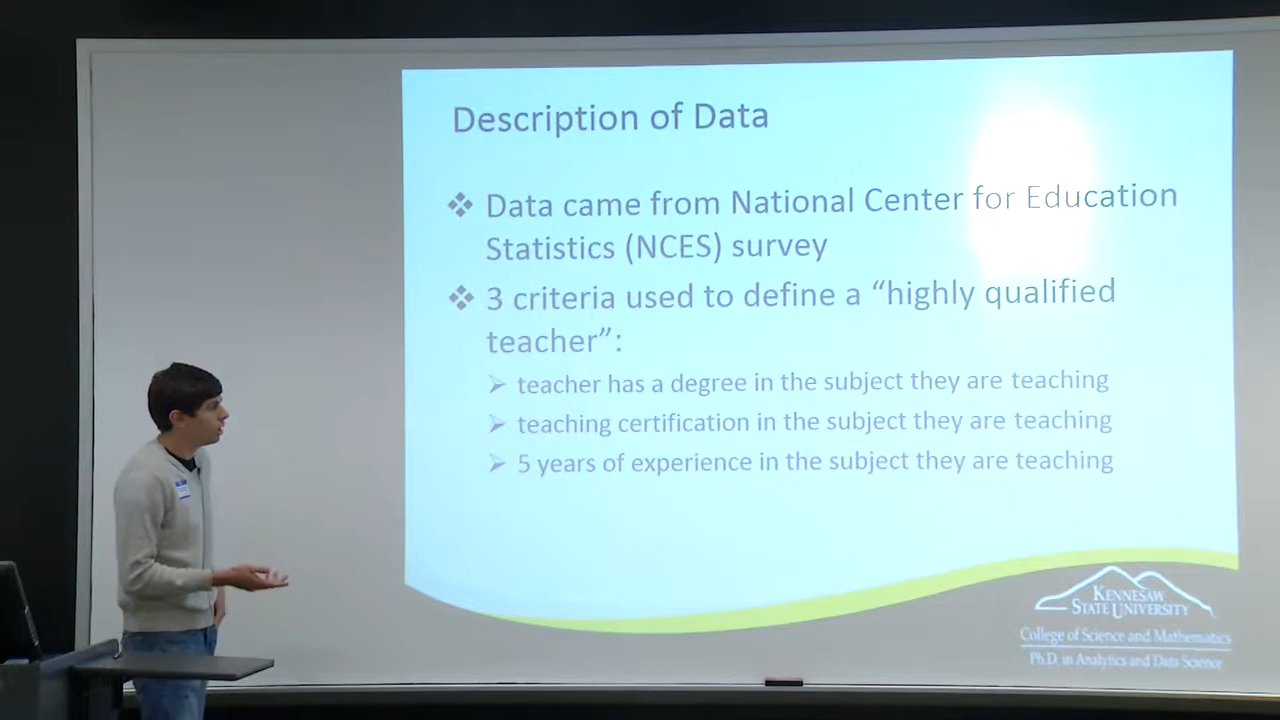 Description of Data
❖ Data came from National Center for Education
Statistics (NCES) survey
❖ 3 criteria used to define a “highly qualified
teacher”:
➢ teacher has a degree in the subject they are teaching
➢ teaching certification in the subject they are teaching
➢ 5 years of experience in the subject they are teaching
KENNESAW
STATE UNIVERSITY
College of Science and Mathematics
Ph.D. in Analytics and Data Science